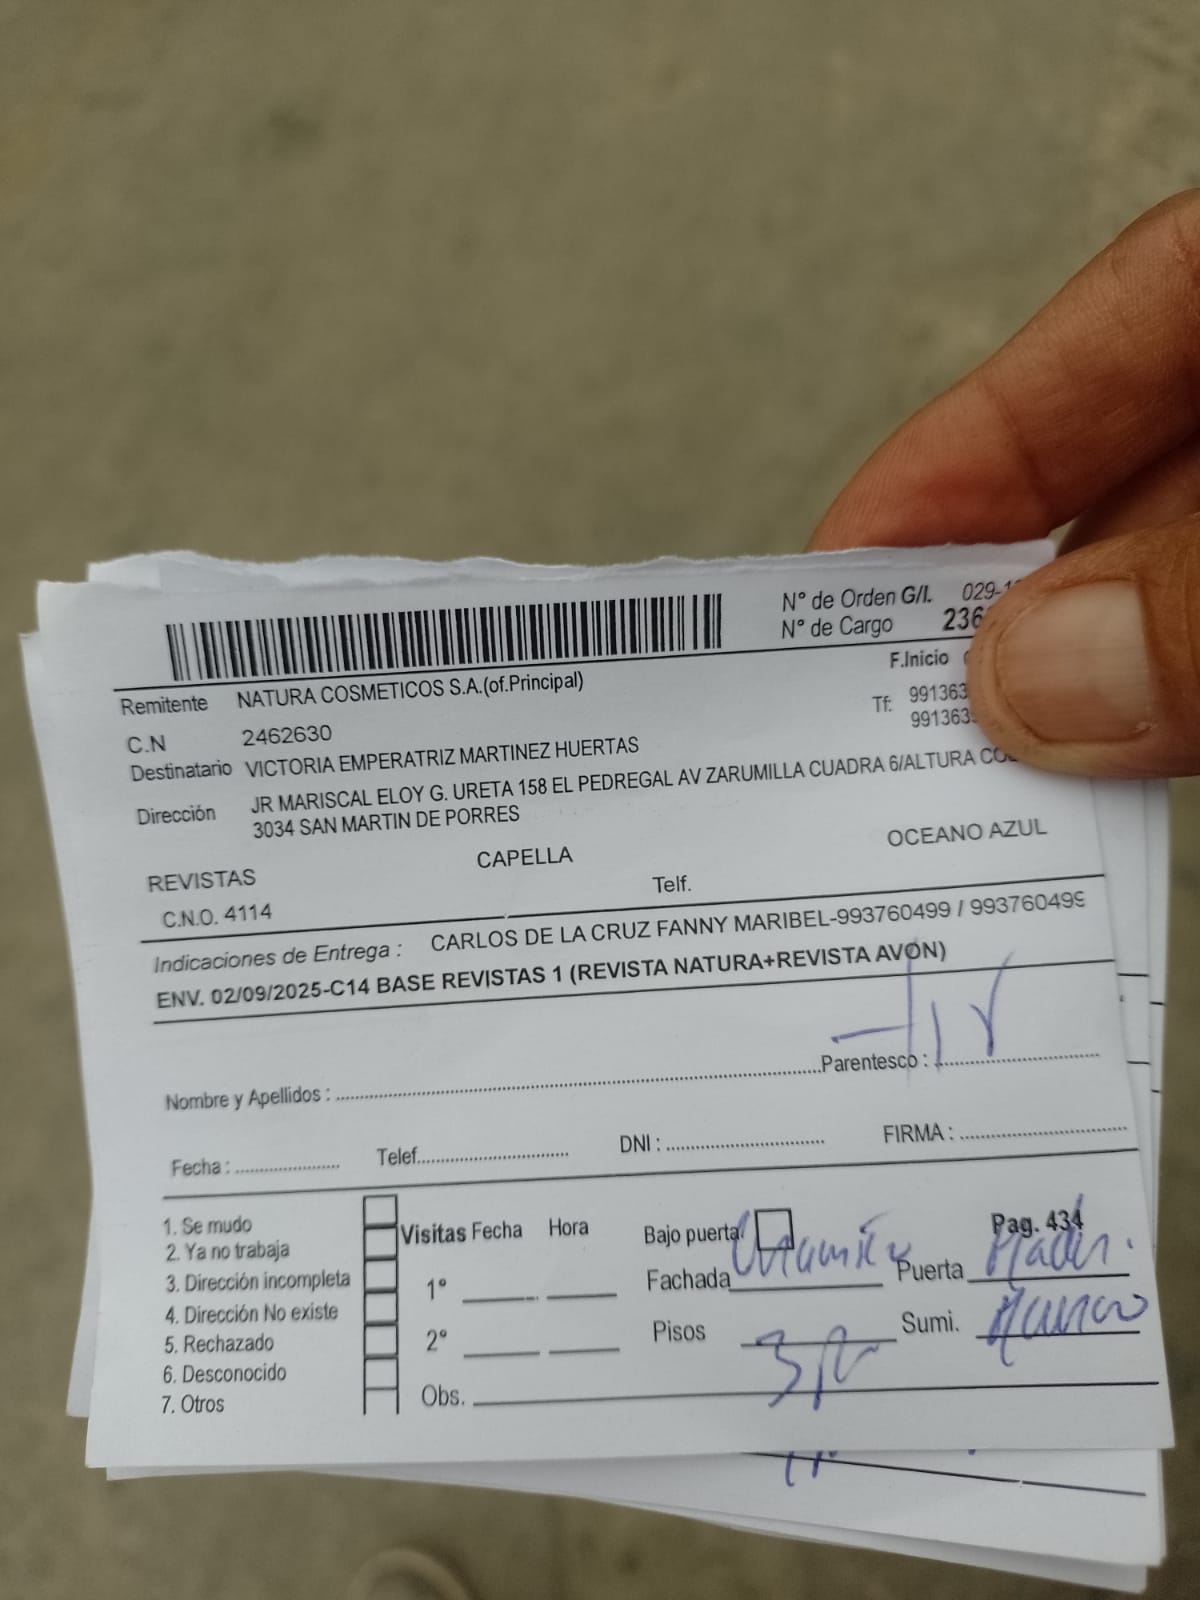 N° de Orden G/I. 029-
N° de Cargo 236
F.Inicio
Remitente NATURA COSMETICOS S.A.(of.Principal)
Tf: 991363
C.N 2462630
991363
Destinatario VICTORIA EMPERATRIZ MARTINEZ HUERTAS
Dirección JR MARISCAL ELOY G. URETA 158 EL PEDREGAL AV ZARUMILLA CUADRA 6/ALTURA
3034 SAN MARTIN DE PORRES
REVISTAS CAPELLA OCEANO AZUL
C.N.O. 4114 Telf.
Indicaciones de Entrega : CARLOS DE LA CRUZ FANNY MARIBEL-993760499 / 993760499
ENV. 02/09/2025-C14 BASE REVISTAS 1 (REVISTA NATURA+REVISTA AVON)
Nombre y Apellidos : Parentesco :
Fecha : Telef. DNI : FIRMA :
1. Se mudo
2. Ya no trabaja
3. Dirección incompleta
4. Dirección No existe
5. Rechazado
6. Desconocido
7. Otros
Visitas Fecha Hora
1°
2°
Obs.
Bajo puerta Pag. 434
Fachada Puerta
Pisos Sumi.